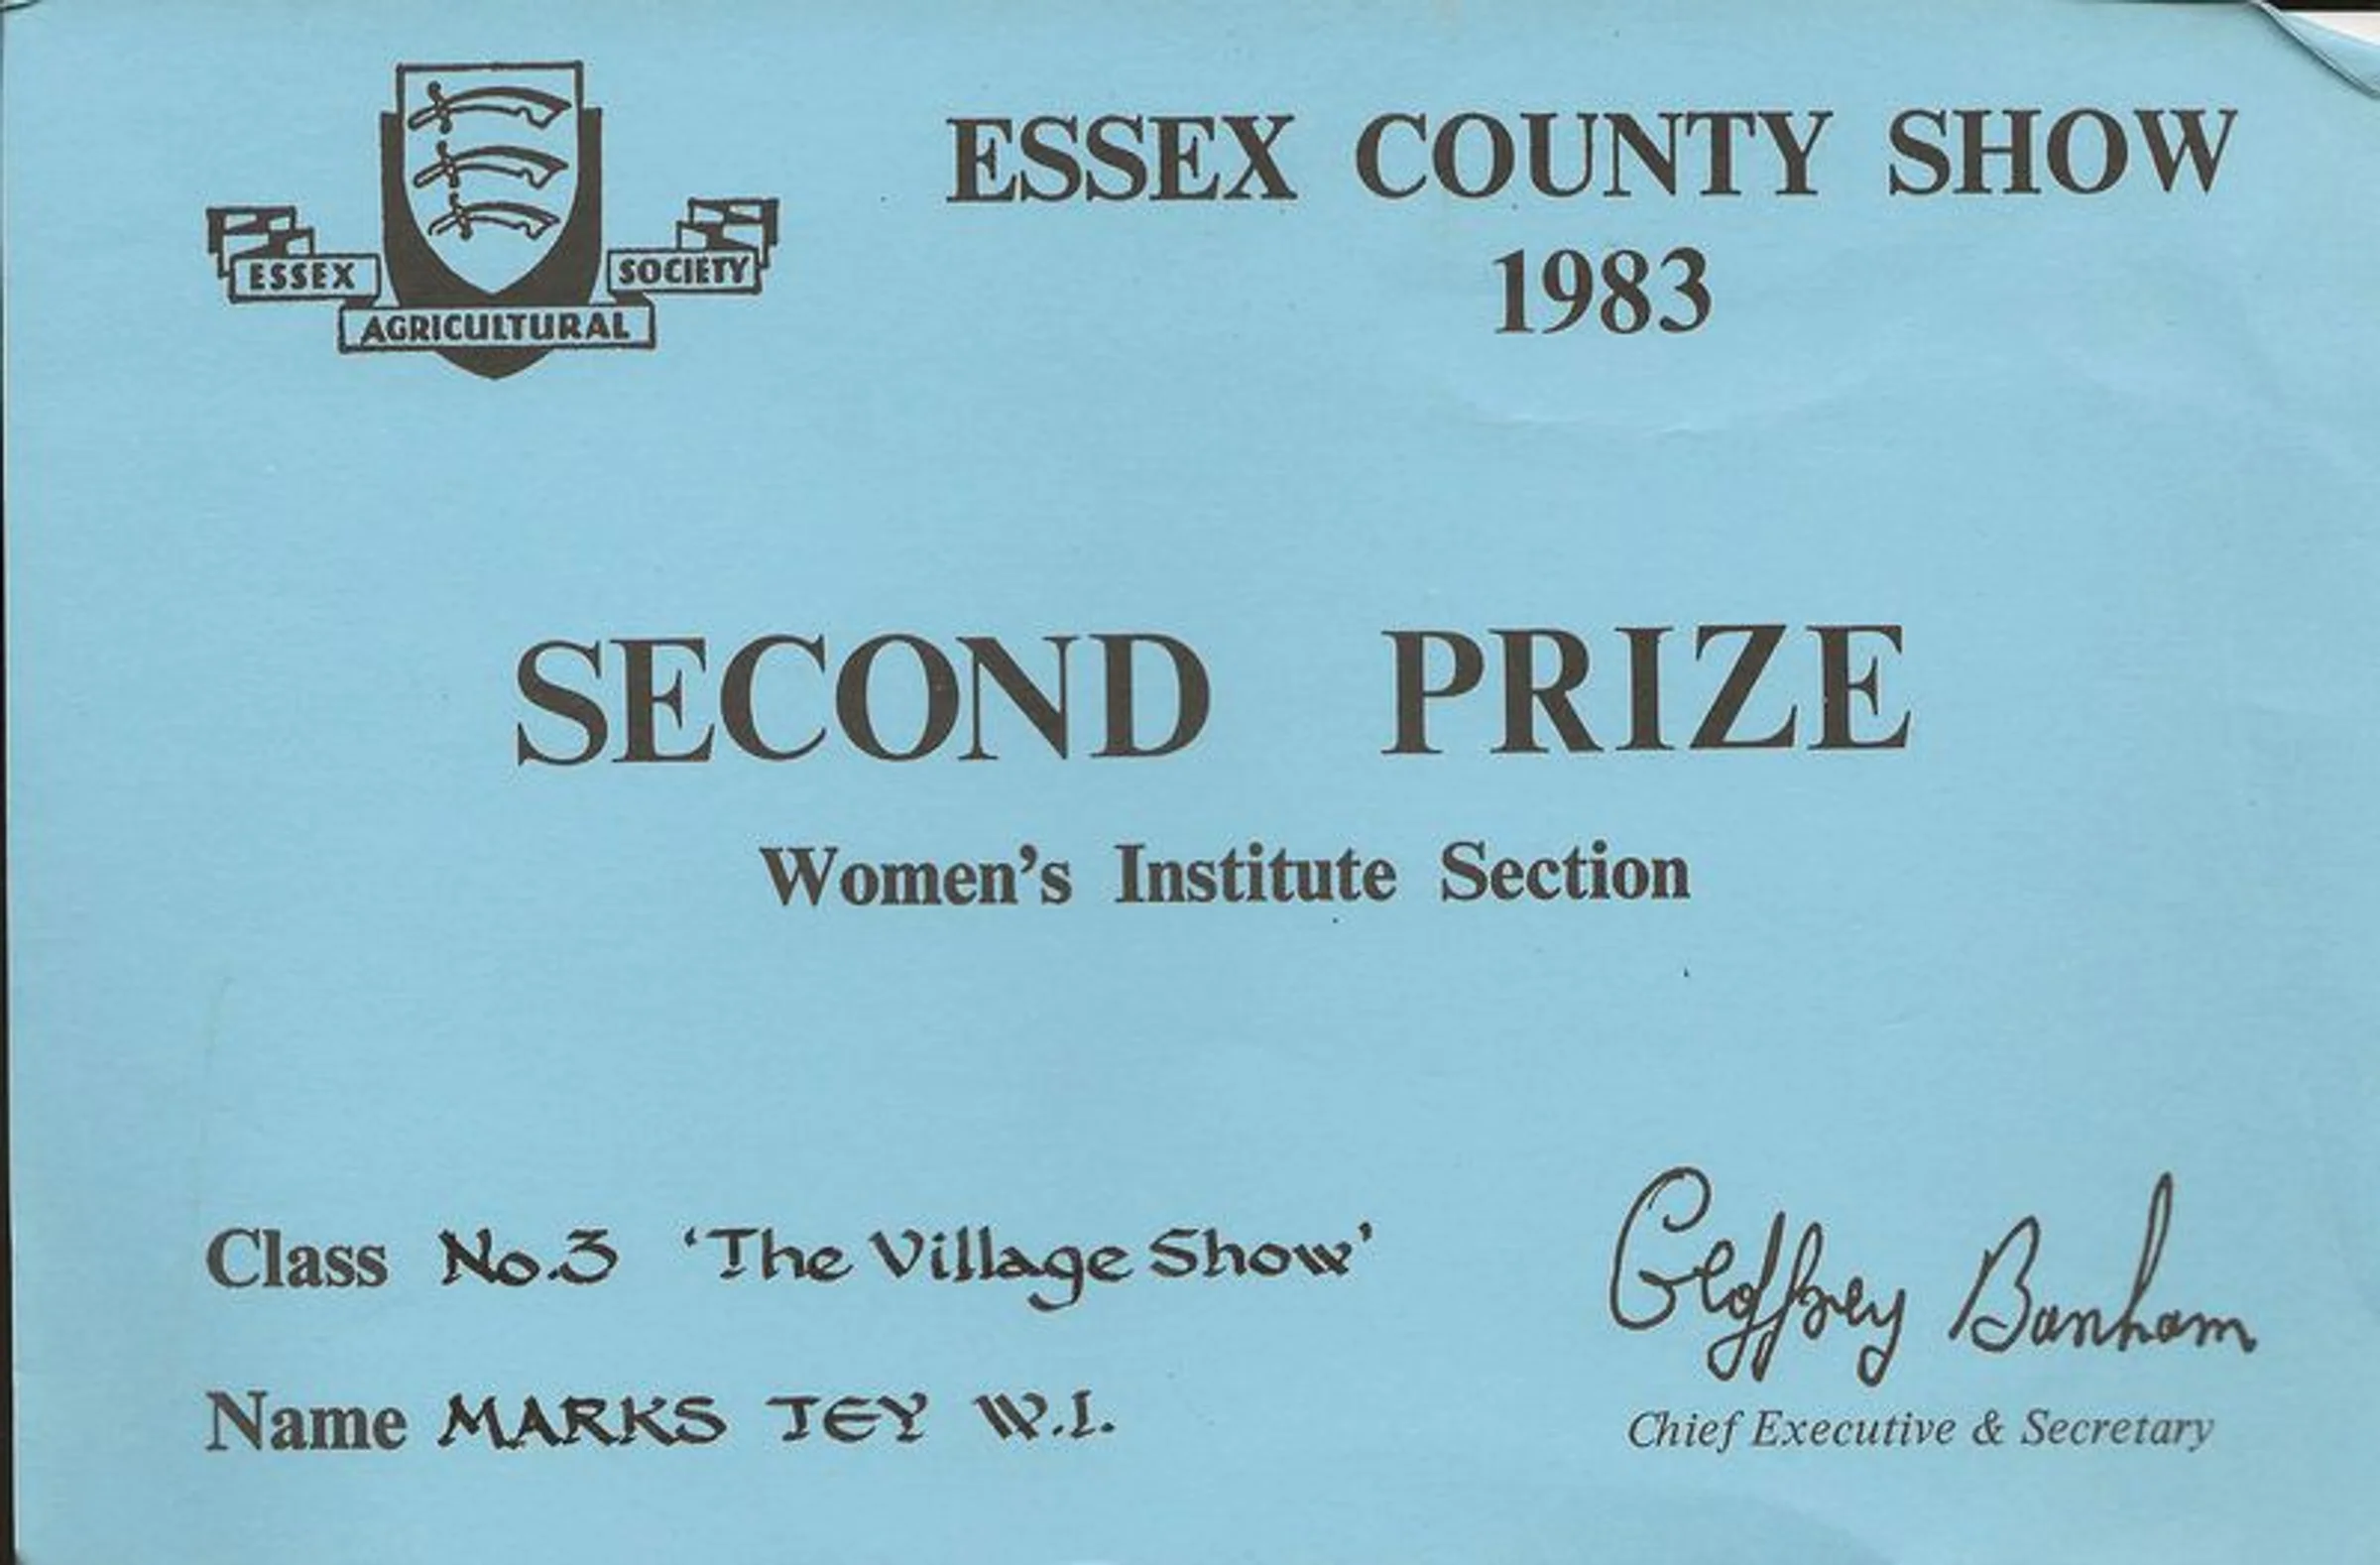 ESSEX COUNTY SHOW
1983
ESSEX AGRICULTURAL SOCIETY
SECOND PRIZE
Women's Institute Section
Class No.3 'The Village Show'
Name MARKS TEY W.I.
Geoffrey Banham
Chief Executive & Secretary